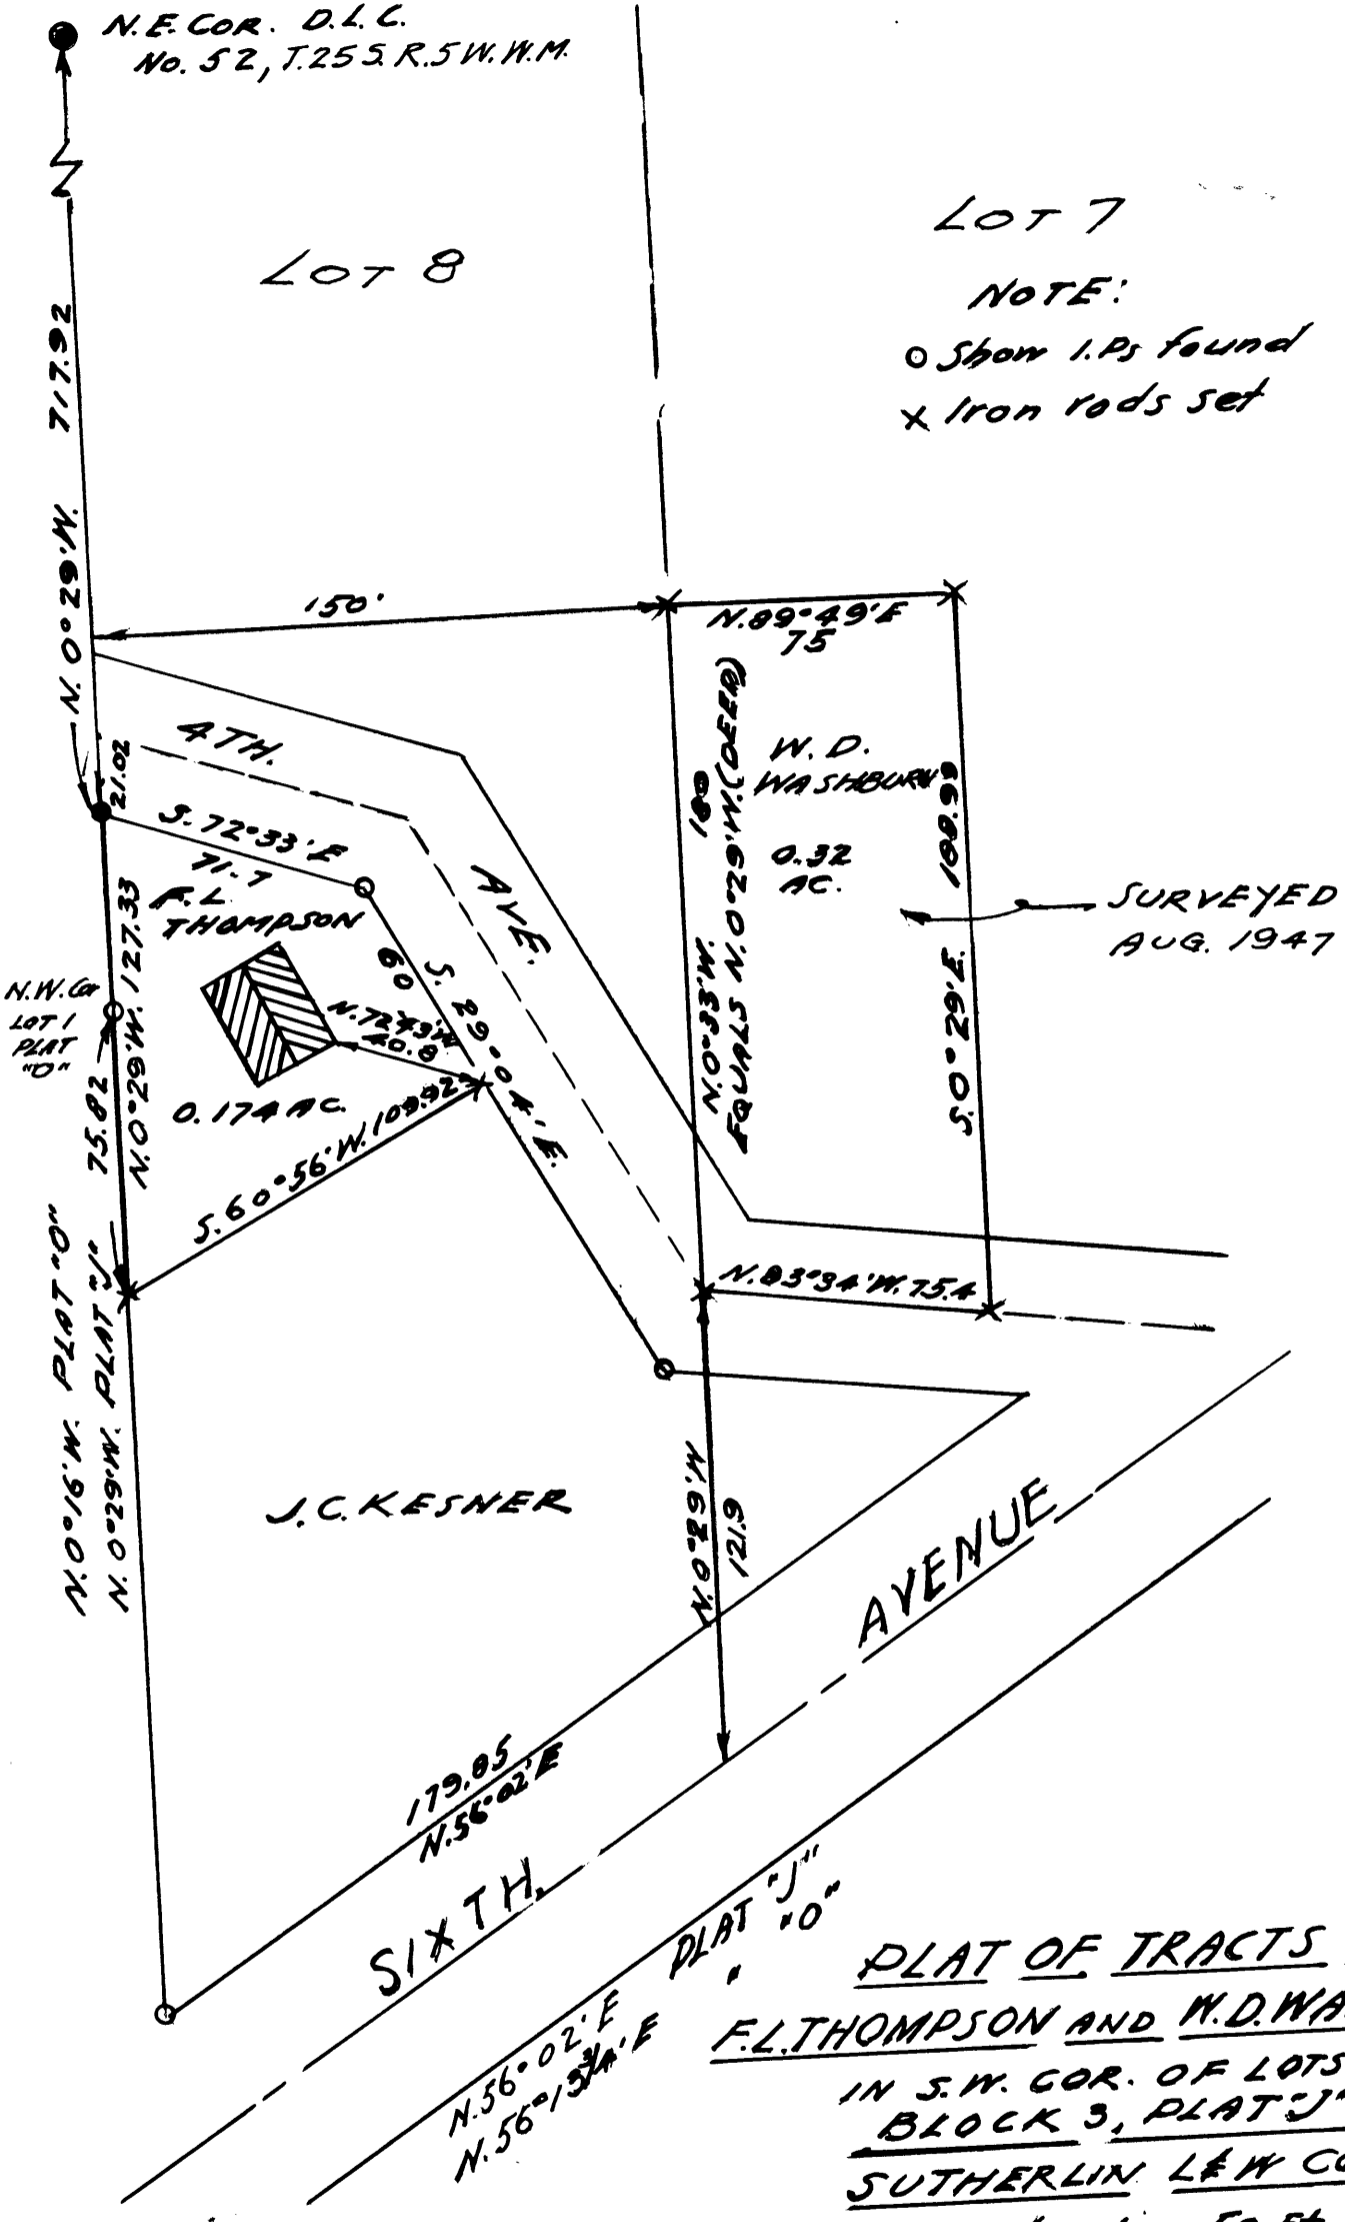 N.E. COR. D.L.C.
No. 52, T.25 S. R.5 W. W.M.
LOT 8
LOT 7
NOTE:
o Show I.Ps found
x Iron rods set
N. 0° 29' W. 717.92
150'
N.89°49'E
75
4TH.
AVE.
21.02
S. 72°33' E
71.7
F.L.
THOMPSON
N.W. Cor
LOT 1
PLAT
"O"
75.82
N.0°29'W. 127.33
60
S. 29°04' E.
N.72°43'W
40.8
0.174 AC.
S. 60°56' W. 109.92
N.0°33'W. 180
EQUALS N.0°29'W. (DEED)
W. D.
WASHBURN
0.32
AC.
S.0°29'E. 188.93
SURVEYED
AUG. 1947
N.83°34'W. 75.4
N.0°16'W. PLAT "O"
N. 0°29'W. PLAT "J"
J.C. KESNER
N.0°29'W.
121.9
179.85
N.56°02'E
SIXTH
AVENUE
N.56°02'E PLAT "J"
N.56°13¾'E " "O"
PLAT OF TRACTS
F.L. THOMPSON AND W.D. WA
IN S.W. COR. OF LOTS
BLOCK 3, PLAT "J"
SUTHERLIN L & W CO